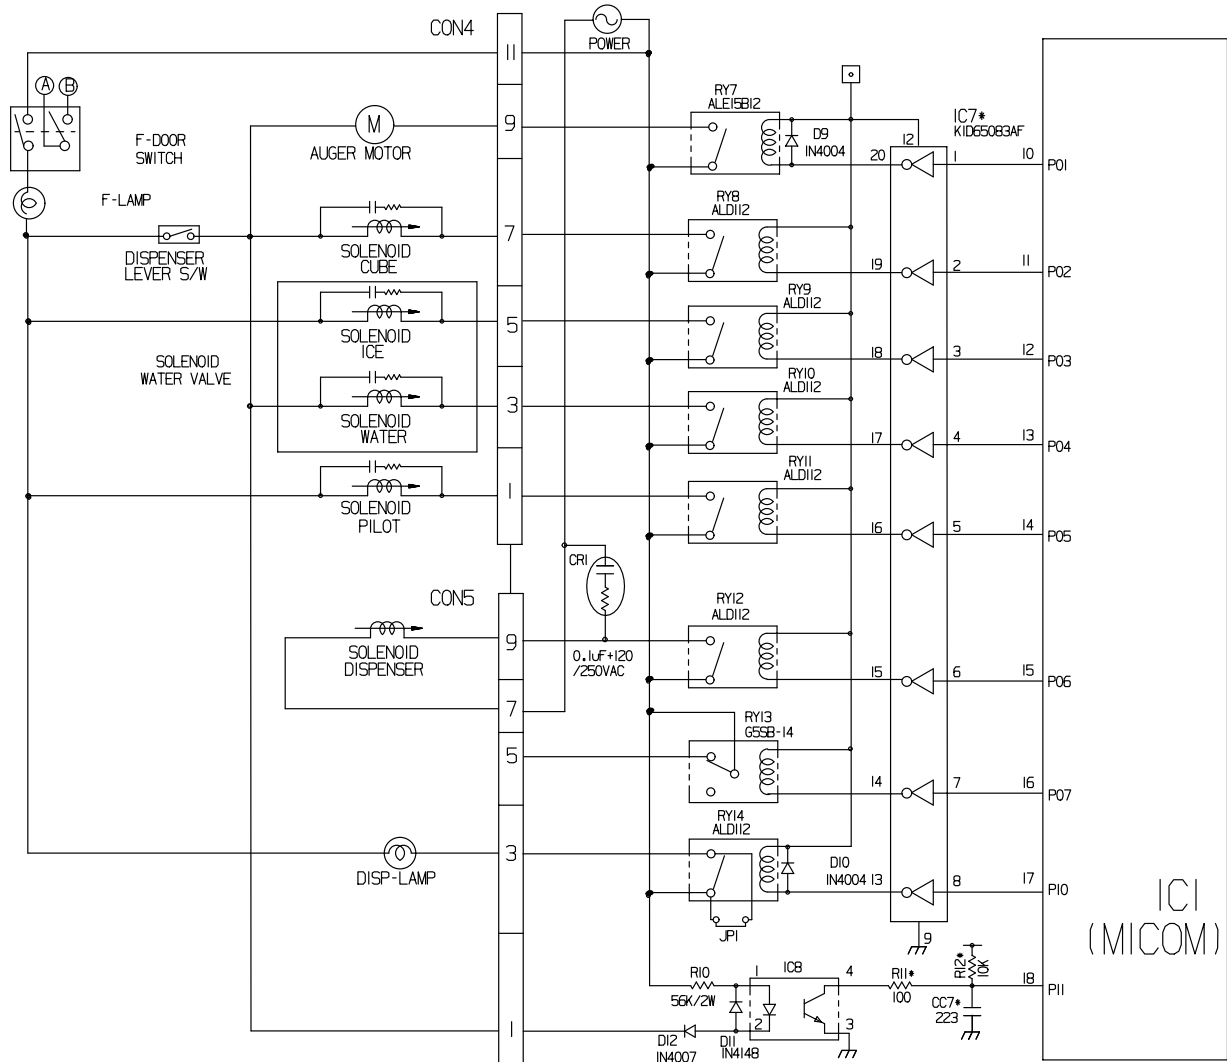 CON4
POWER
11
A B
F-DOOR
SWITCH
M
AUGER MOTOR
9
RY7
ALE15B12
D9
IN4004
12
IC7*
KID65083AF
20
1
10
P01
F-LAMP
DISPENSER
LEVER S/W
SOLENOID
CUBE
7
RY8
ALD112
19
2
11
P02
SOLENOID
WATER VALVE
SOLENOID
ICE
5
RY9
ALD112
18
3
12
P03
SOLENOID
WATER
3
RY10
ALD112
17
4
13
P04
SOLENOID
PILOT
1
RY11
ALD112
16
5
14
P05
CR1
0.1uF+120
/250VAC
CON5
SOLENOID
DISPENSER
9
RY12
ALD112
15
6
15
P06
7
5
RY13
G5SB-14
14
7
16
P07
DISP-LAMP
3
RY14
ALD112
JP1
D10
IN4004
13
8
17
P10
9
IC1
(MICOM)
R10
56K/2W
1
IC8
4
2
3
R11*
100
R12*
10K
CC7*
223
18
P11
1
D12
IN4007
D11
IN4148